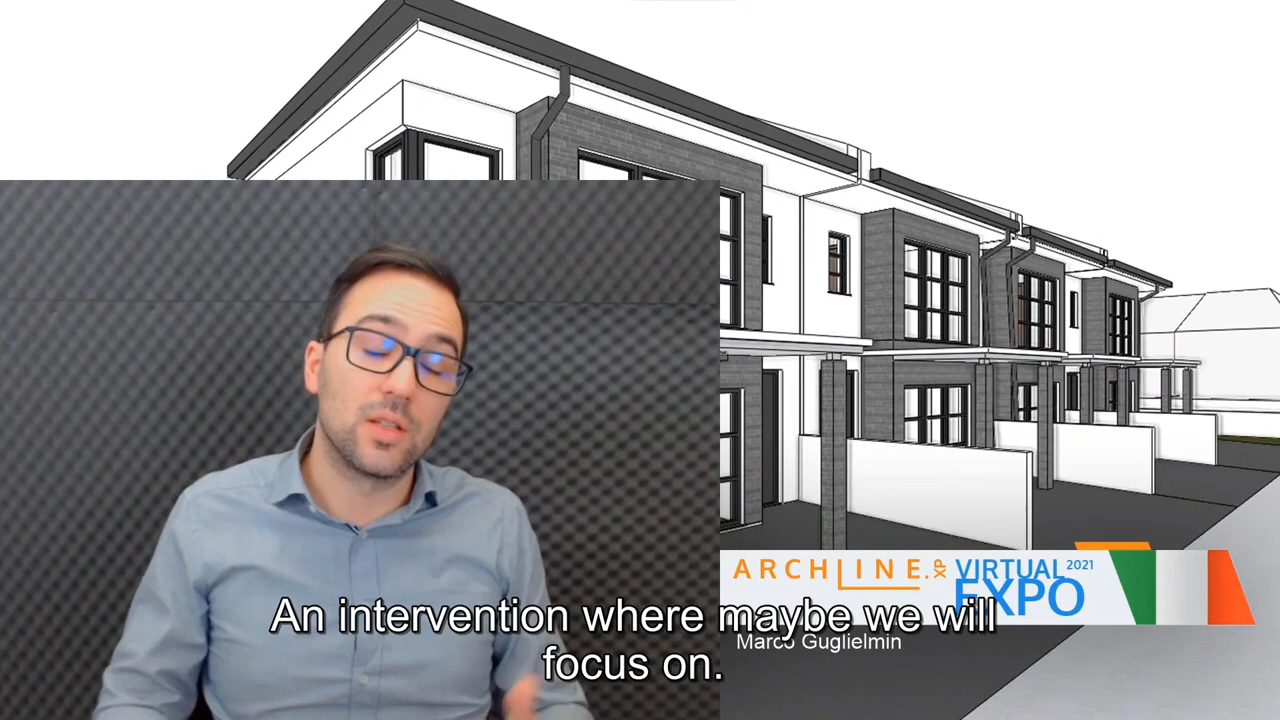 ARCHLINE.XP VIRTUAL 2021
EXPO
An intervention where maybe we will
Marco Guglielmin
focus on.